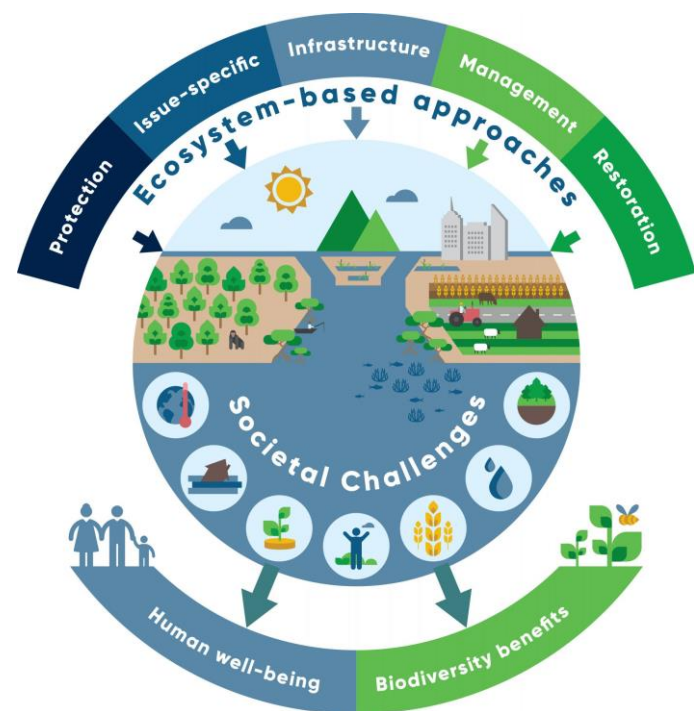 Protection
Issue-specific
Infrastructure
Management
Restoration
Ecosystem-based approaches
Societal Challenges
Human well-being
Biodiversity benefits